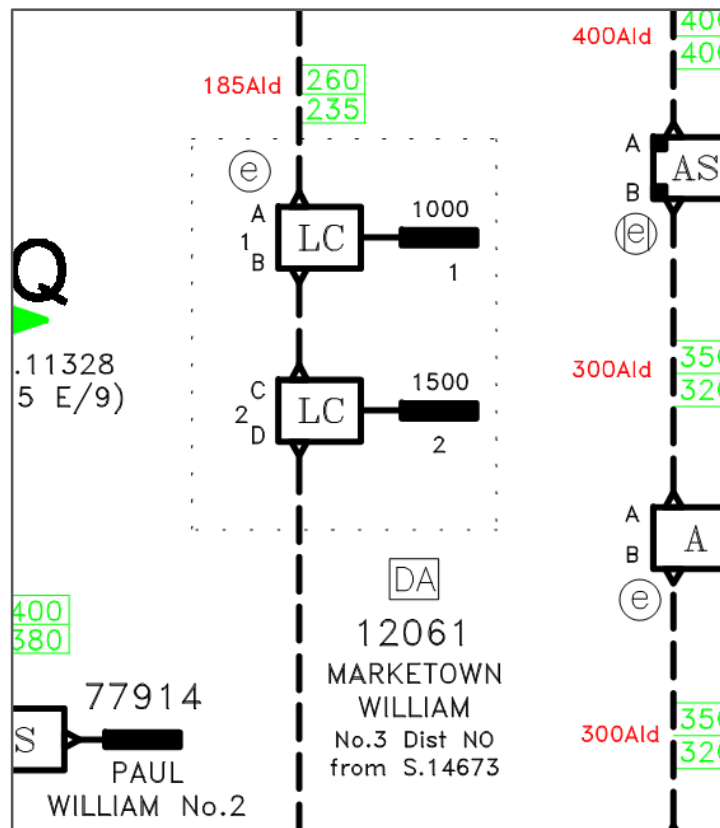 400Ald
400
400
185Ald
260
235
A
B
AS
e
A
1
B
LC
1000
1
e
Q
.11328
5 E/9)
C
2
D
LC
1500
2
300Ald
350
320
A
B
A
e
DA
12061
MARKETOWN
WILLIAM
No.3 Dist NO
from S.14673
400
380
77914
S
PAUL
WILLIAM No.2
300Ald
350
320